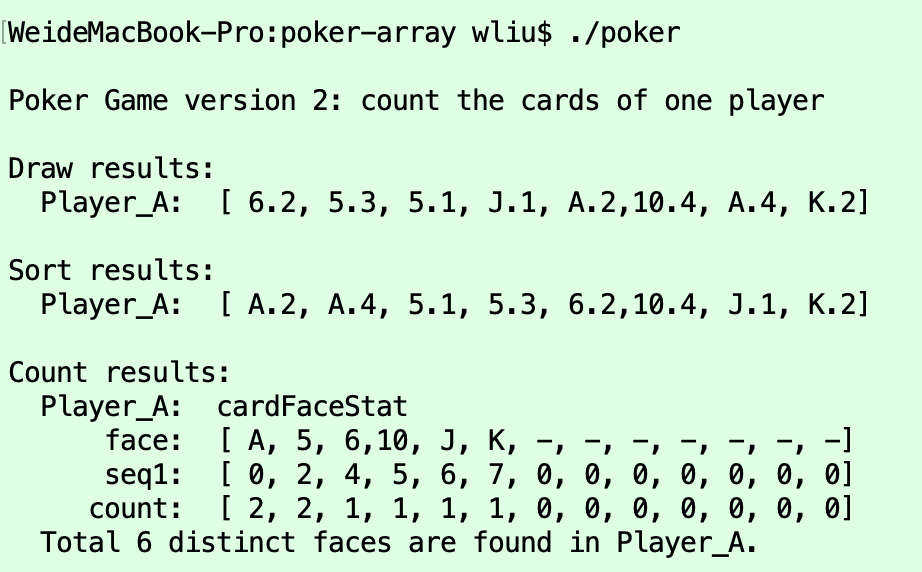 [WeideMacBook-Pro:poker-array wliu$ ./poker
Poker Game version 2: count the cards of one player
Draw results:
Player_A:  [ 6.2, 5.3, 5.1, J.1, A.2,10.4, A.4, K.2]
Sort results:
Player_A:  [ A.2, A.4, 5.1, 5.3, 6.2,10.4, J.1, K.2]
Count results:
Player_A:  cardFaceStat
face:  [ A, 5, 6,10, J, K, -, -, -, -, -, -, -]
seq1:  [ 0, 2, 4, 5, 6, 7, 0, 0, 0, 0, 0, 0, 0]
count:  [ 2, 2, 1, 1, 1, 1, 0, 0, 0, 0, 0, 0, 0]
Total 6 distinct faces are found in Player_A.